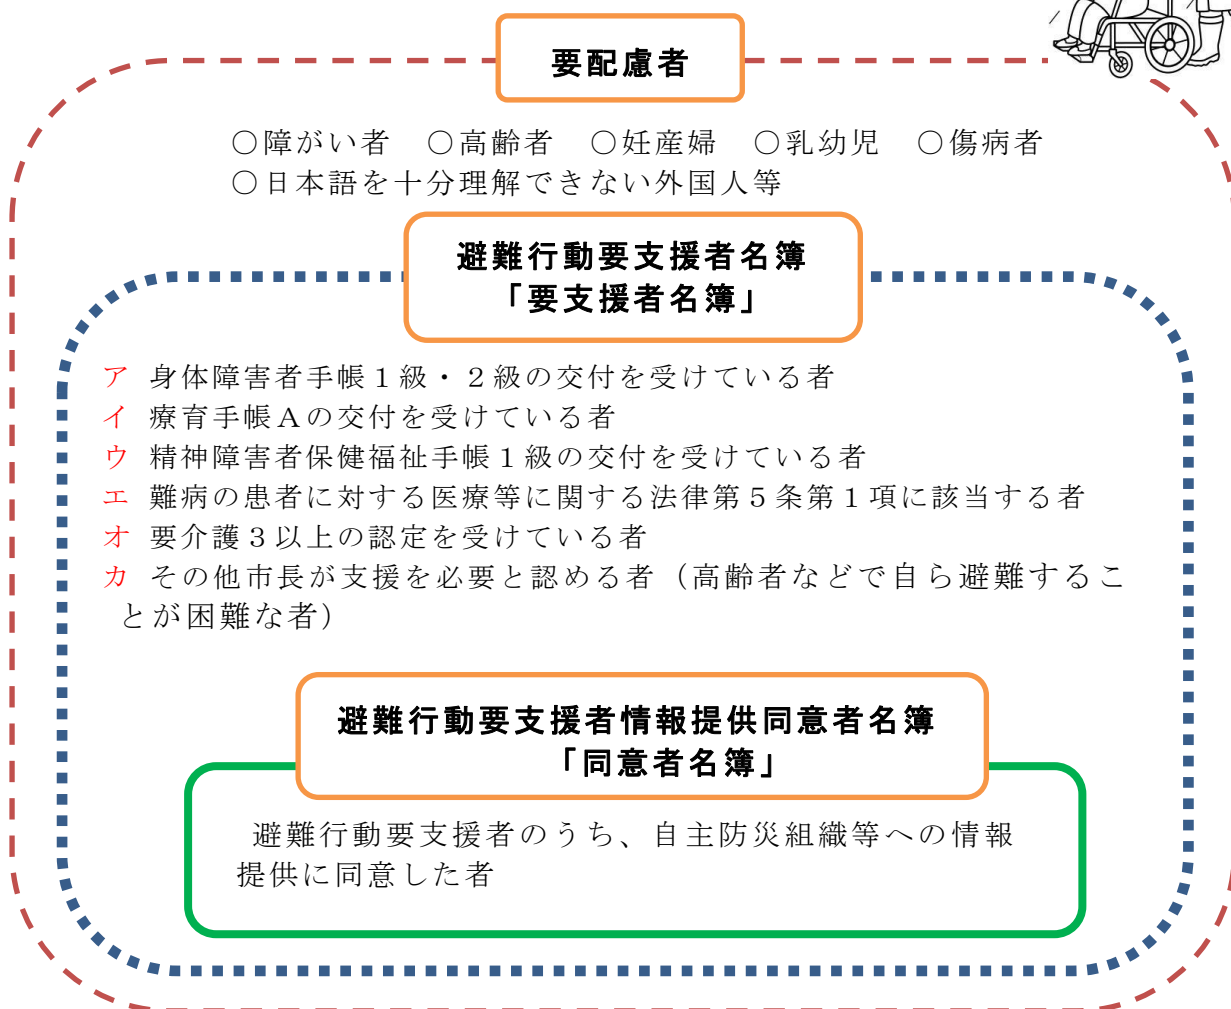 要配慮者
○障がい者　○高齢者　○妊産婦　○乳幼児　○傷病者
○日本語を十分理解できない外国人等
避難行動要支援者名簿
「要支援者名簿」
ア 身体障害者手帳１級・２級の交付を受けている者
イ 療育手帳Ａの交付を受けている者
ウ 精神障害者保健福祉手帳１級の交付を受けている者
エ 難病の患者に対する医療等に関する法律第５条第１項に該当する者
オ 要介護３以上の認定を受けている者
カ その他市長が支援を必要と認める者（高齢者などで自ら避難するこ
とが困難な者）
避難行動要支援者情報提供同意者名簿
「同意者名簿」
避難行動要支援者のうち、自主防災組織等への情報
提供に同意した者